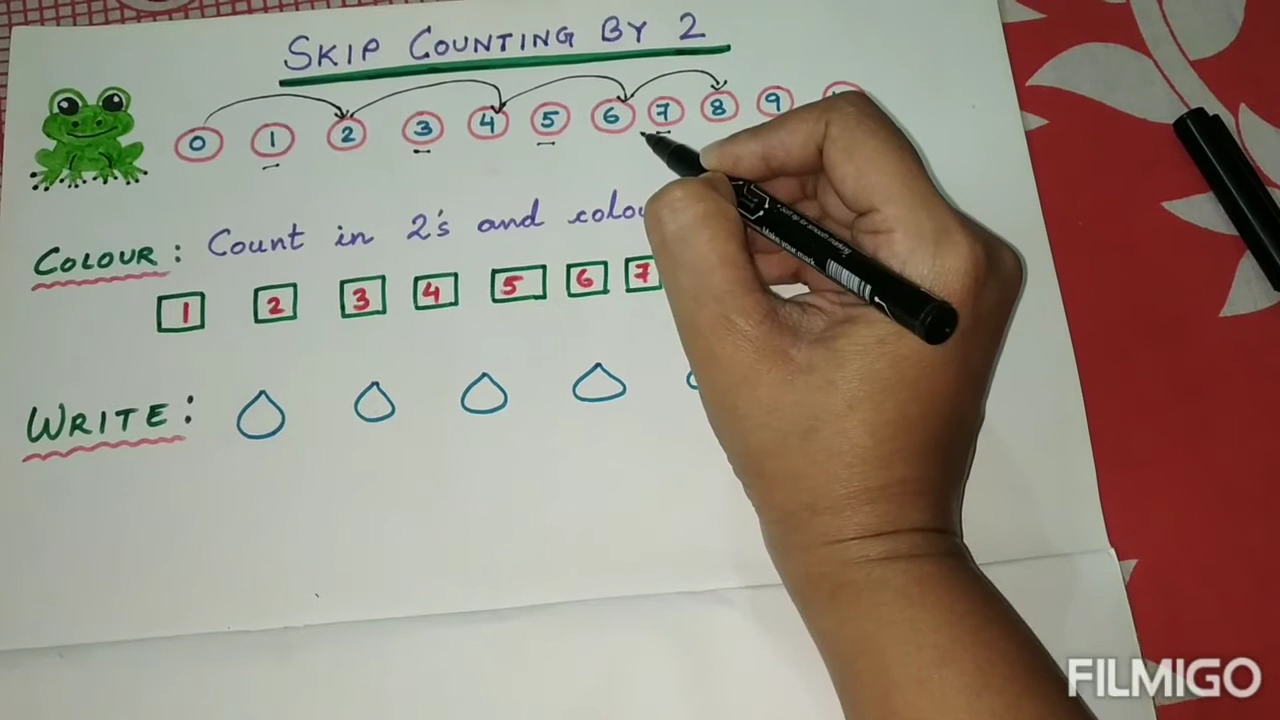 SKIP COUNTING BY 2
0 1 2 3 4 5 6 7 8 9
COLOUR: Count in 2's and
1 2 3 4 5 6 7
WRITE:
Make your mark
FILMIGO